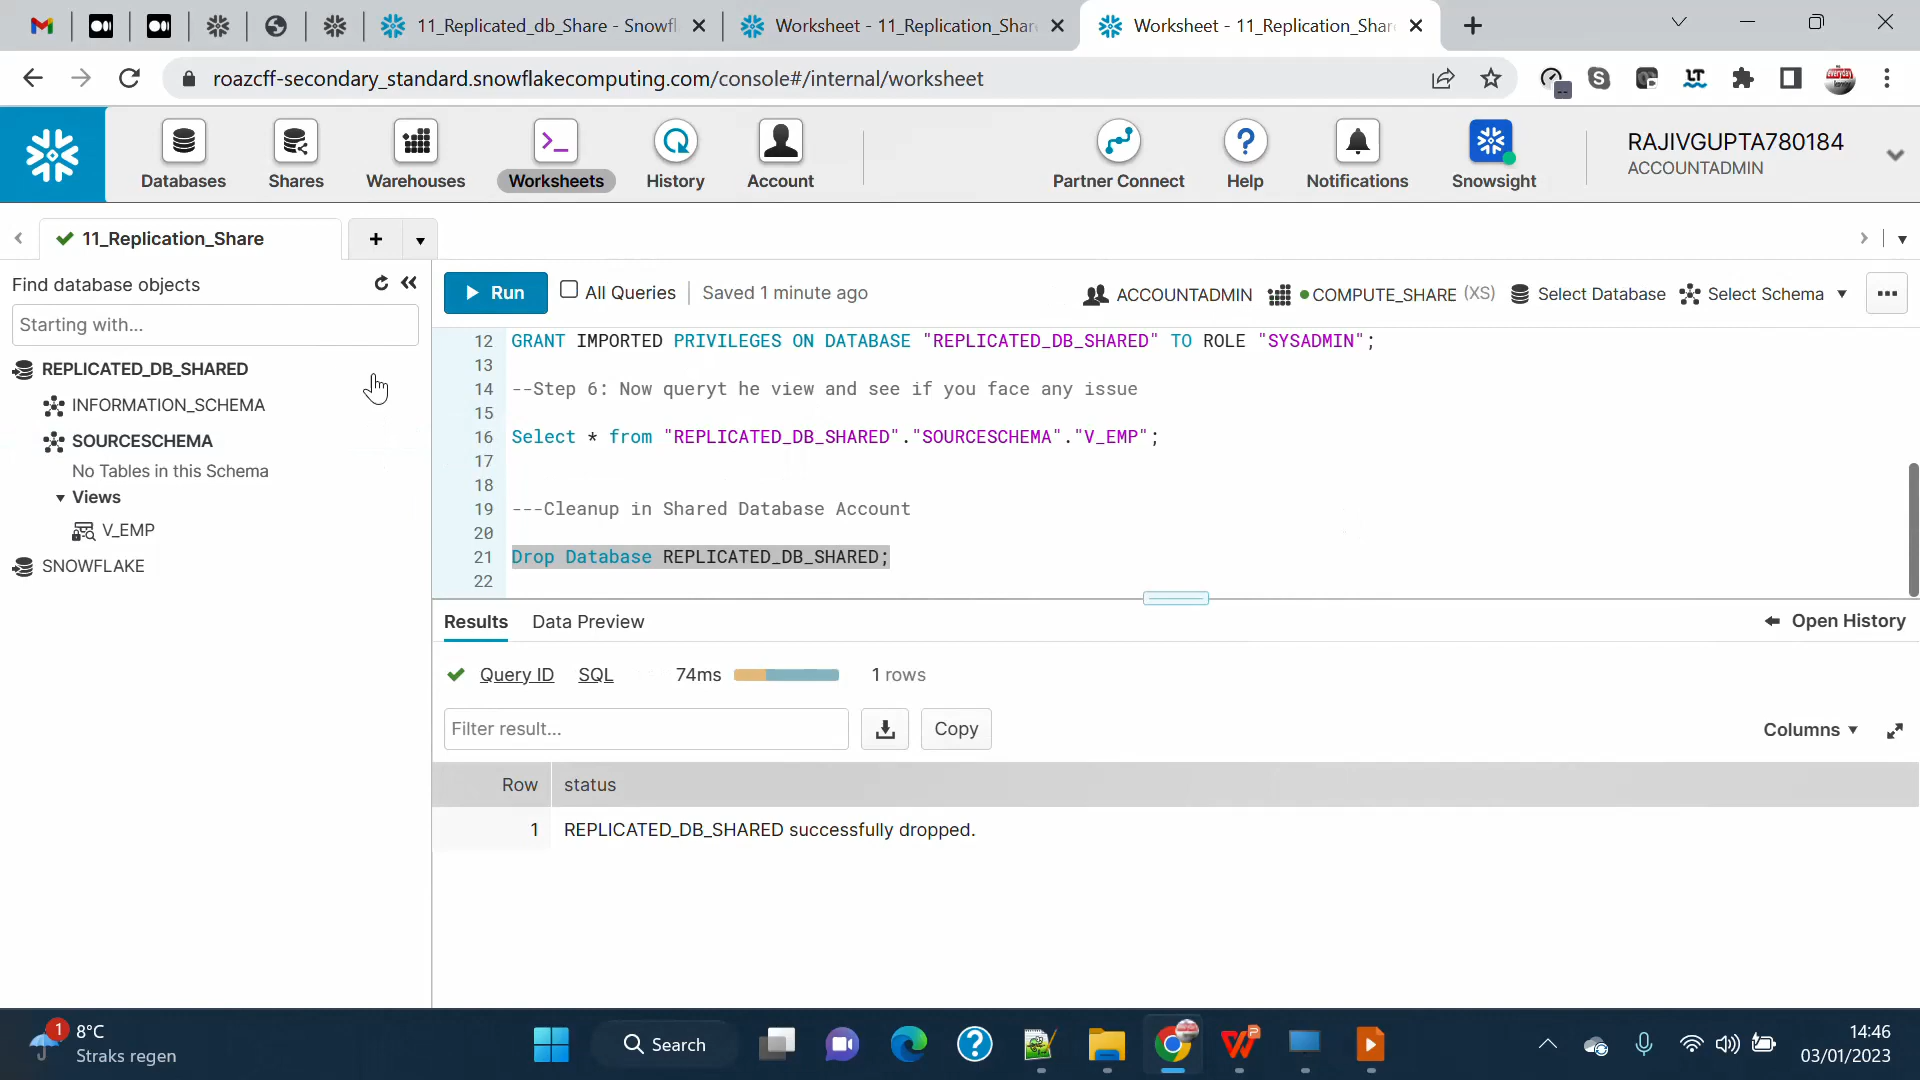 11_Replicated_db_Share - Snowfl
Worksheet - 11_Replication_Shar
Worksheet - 11_Replication_Shar
roazcff-secondary_standard.snowflakecomputing.com/console#/internal/worksheet
Databases
Shares
Warehouses
Worksheets
History
Account
Partner Connect
Help
Notifications
Snowsight
RAJIVGUPTA780184
ACCOUNTADMIN
11_Replication_Share
Find database objects
Starting with...
REPLICATED_DB_SHARED
INFORMATION_SCHEMA
SOURCESCHEMA
No Tables in this Schema
Views
V_EMP
SNOWFLAKE
Run
All Queries
Saved 1 minute ago
ACCOUNTADMIN
COMPUTE_SHARE (XS)
Select Database
Select Schema
12 GRANT IMPORTED PRIVILEGES ON DATABASE "REPLICATED_DB_SHARED" TO ROLE "SYSADMIN";
13
14 --Step 6: Now queryt he view and see if you face any issue
15
16 Select * from "REPLICATED_DB_SHARED"."SOURCESCHEMA"."V_EMP";
17
18
19 ---Cleanup in Shared Database Account
20
21 Drop Database REPLICATED_DB_SHARED;
22
Results
Data Preview
Open History
Query ID
SQL
74ms
1 rows
Filter result...
Copy
Columns
Row status
1 REPLICATED_DB_SHARED successfully dropped.
1
8°C
Straks regen
Search
14:46
03/01/2023